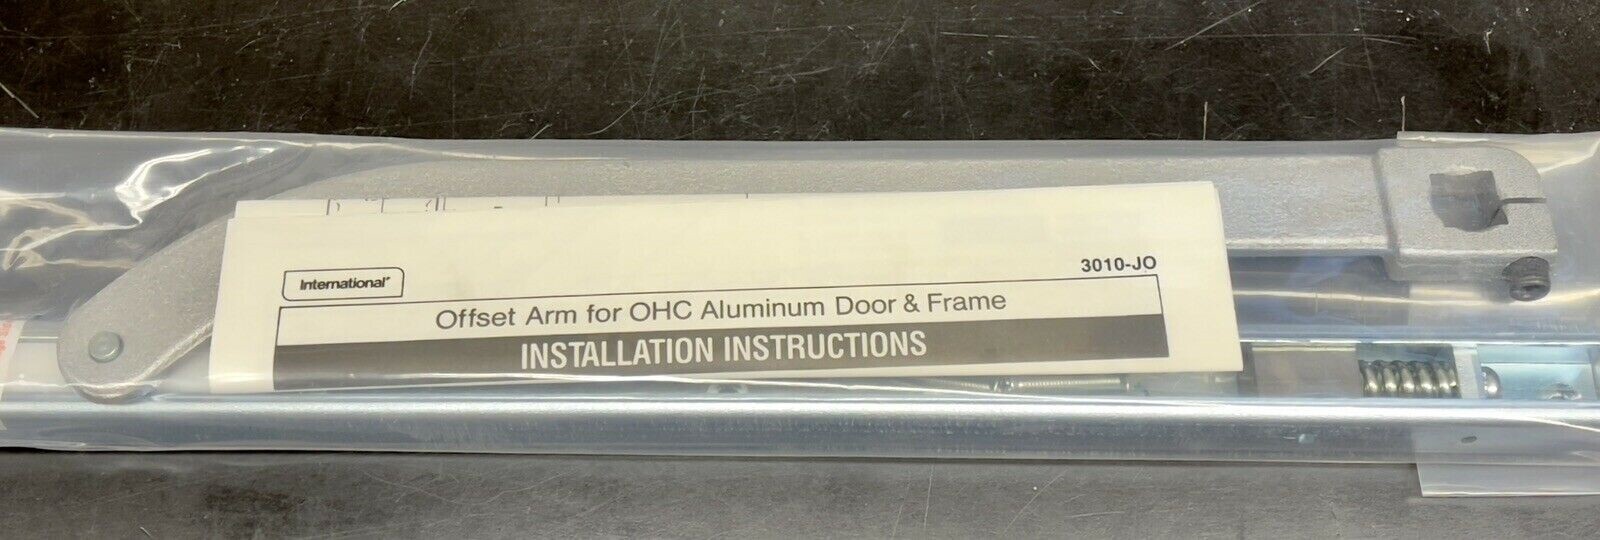 3010-JO
International
Offset Arm for OHC Aluminum Door & Frame
INSTALLATION INSTRUCTIONS